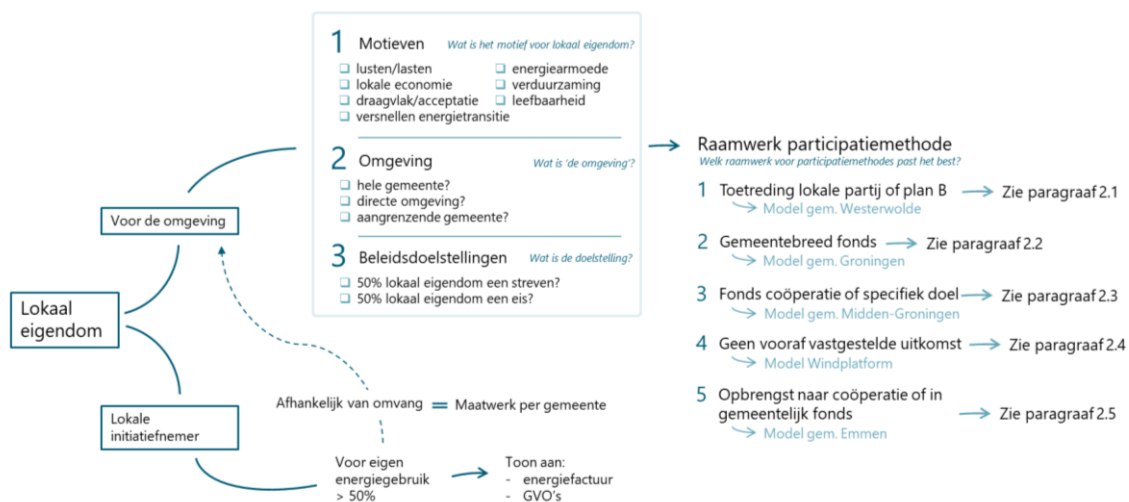 Lokaal
eigendom
Voor de omgeving
Lokale
initiatiefnemer
1 Motieven Wat is het motief voor lokaal eigendom?
lusten/lasten
lokale economie
draagvlak/acceptatie
versnellen energietransitie
energiearmoede
verduurzaming
leefbaarheid
2 Omgeving Wat is 'de omgeving'?
hele gemeente?
directe omgeving?
aangrenzende gemeente?
3 Beleidsdoelstellingen Wat is de doelstelling?
50% lokaal eigendom een streven?
50% lokaal eigendom een eis?
Afhankelijk van omvang = Maatwerk per gemeente
Voor eigen
energiegebruik
> 50%
Toon aan:
- energiefactuur
- GVO's
Raamwerk participatiemethode
Welk raamwerk voor participatiemethodes past het best?
1 Toetreding lokale partij of plan B Zie paragraaf 2.1
Model gem. Westerwolde
2 Gemeentebreed fonds Zie paragraaf 2.2
Model gem. Groningen
3 Fonds coöperatie of specifiek doel Zie paragraaf 2.3
Model gem. Midden-Groningen
4 Geen vooraf vastgestelde uitkomst Zie paragraaf 2.4
Model Windplatform
5 Opbrengst naar coöperatie of in
gemeentelijk fonds Zie paragraaf 2.5
Model gem. Emmen